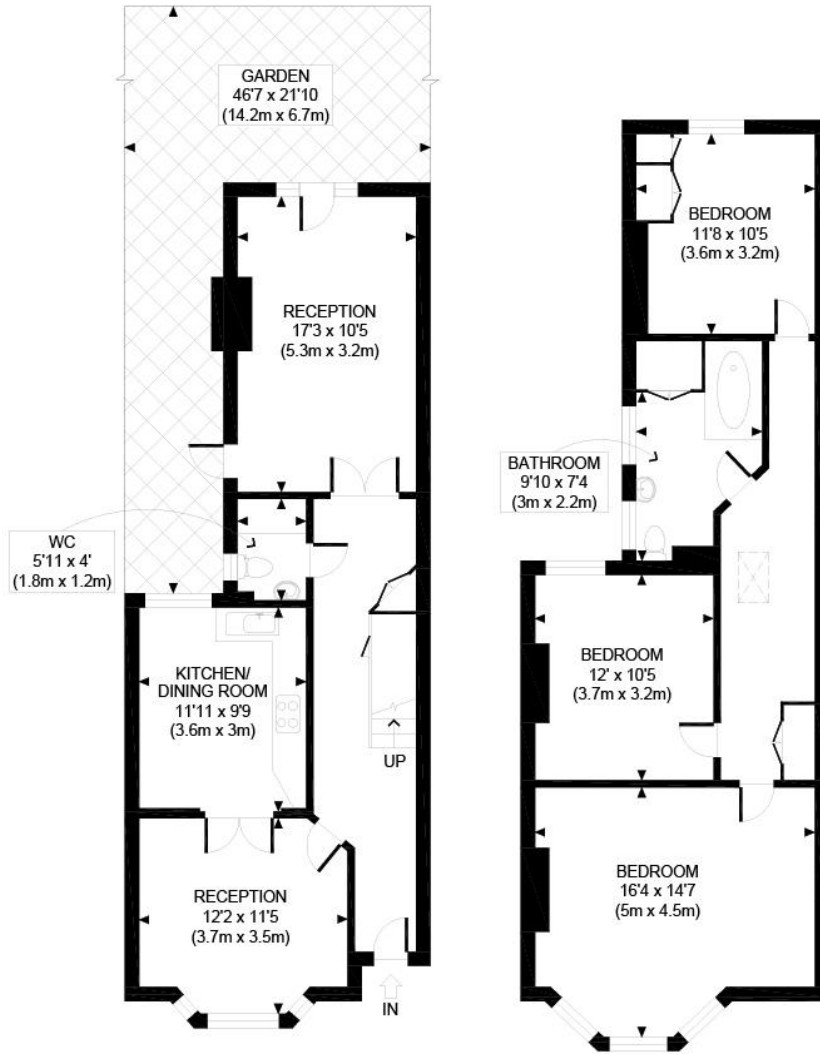 GARDEN
46'7 x 21'10
(14.2m x 6.7m)
RECEPTION
17'3 x 10'5
(5.3m x 3.2m)
WC
5'11 x 4'
(1.8m x 1.2m)
KITCHEN/
DINING ROOM
11'11 x 9'9
(3.6m x 3m)
UP
RECEPTION
12'2 x 11'5
(3.7m x 3.5m)
IN
BEDROOM
11'8 x 10'5
(3.6m x 3.2m)
BATHROOM
9'10 x 7'4
(3m x 2.2m)
BEDROOM
12' x 10'5
(3.7m x 3.2m)
BEDROOM
16'4 x 14'7
(5m x 4.5m)